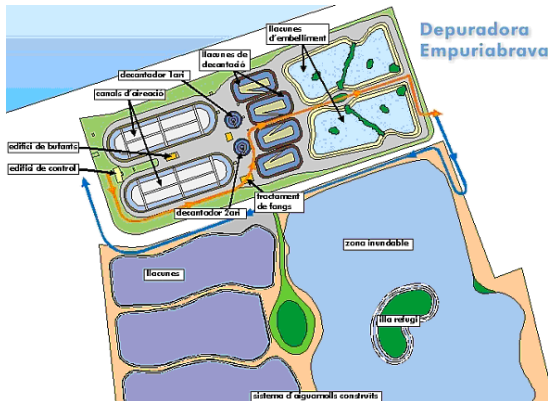 Depuradora
Empuriabrava
llacunes
d'embelliment
llacunes de
decantació
decantador 1ari
canals d'aireació
edifici de bufants
edifici de control
decantador 2ari
tractament
de fangs
llacunes
zona inundable
illa refugi
sistema d'aiguamolls construits